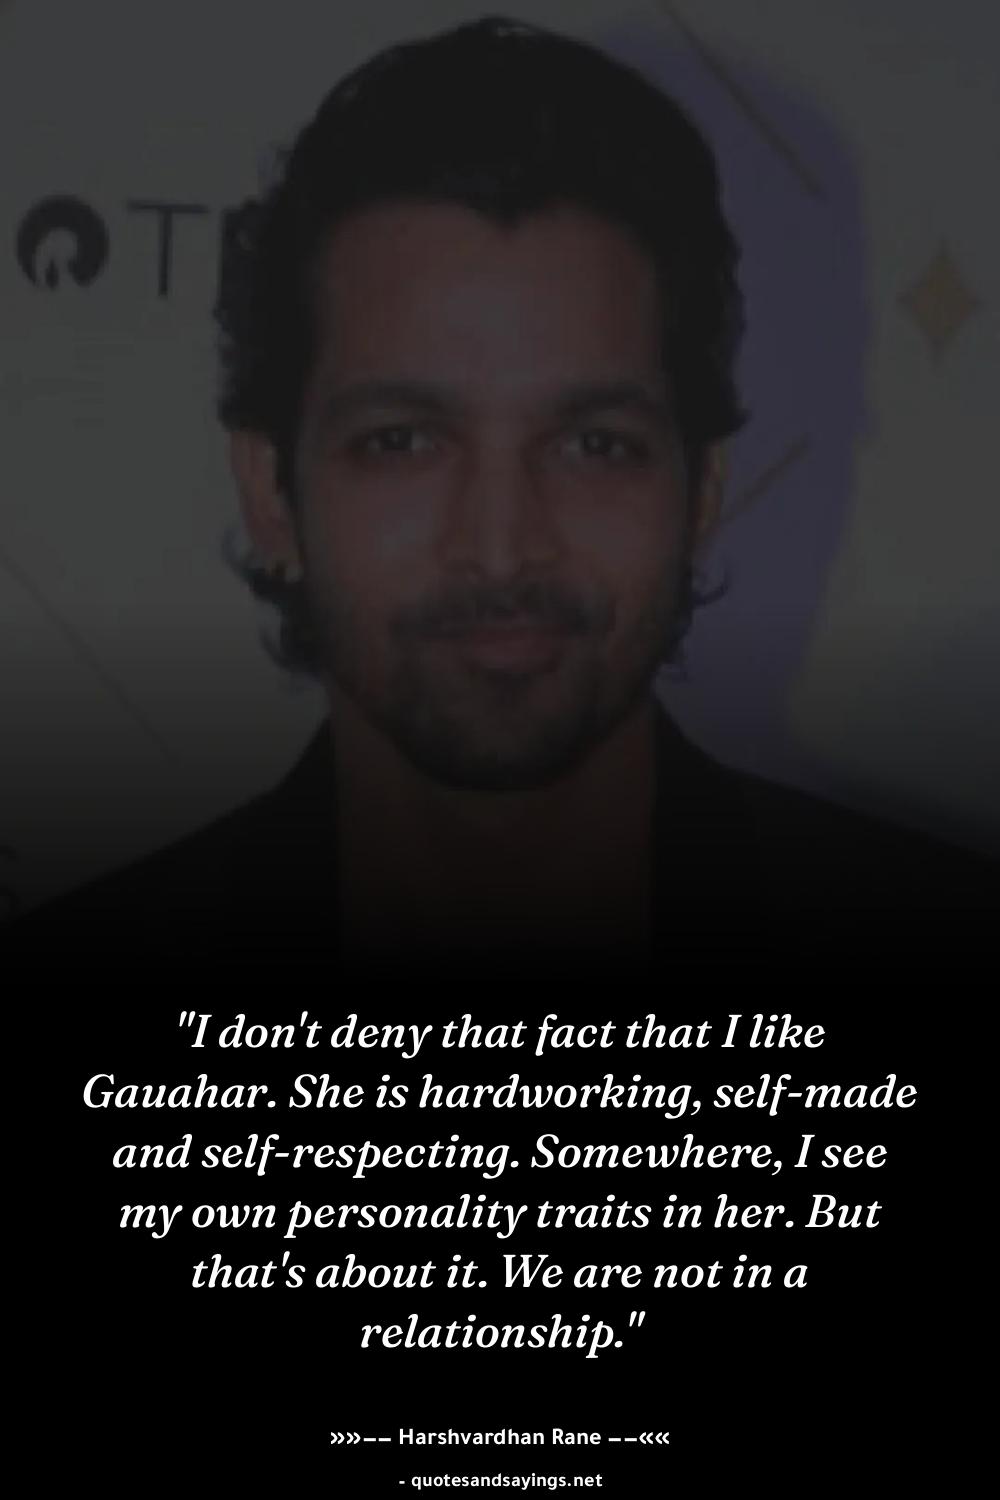 T
"I don't deny that fact that I like
Gauahar. She is hardworking, self-made
and self-respecting. Somewhere, I see
my own personality traits in her. But
that's about it. We are not in a
relationship."
»»−− Harshvardhan Rane −−««
- quotesandsayings.net